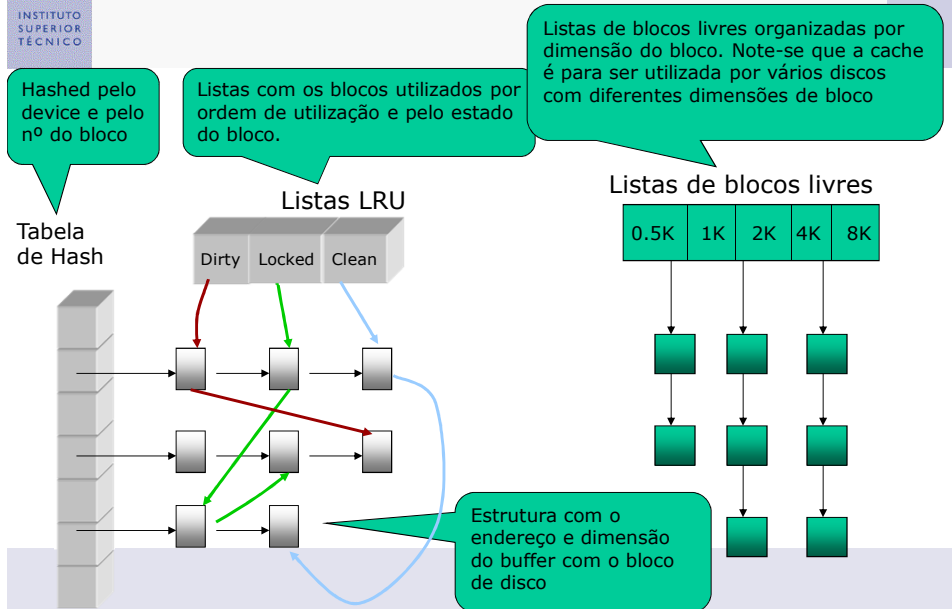 INSTITUTO
SUPERIOR
TÉCNICO
Hashed pelo
device e pelo
nº do bloco
Listas com os blocos utilizados por
ordem de utilização e pelo estado
do bloco.
Listas de blocos livres organizadas por
dimensão do bloco. Note-se que a cache
é para ser utilizada por vários discos
com diferentes dimensões de bloco
Tabela
de Hash
Listas LRU
Dirty Locked Clean
Listas de blocos livres
0.5K 1K 2K 4K 8K
Estrutura com o
endereço e dimensão
do buffer com o bloco
de disco